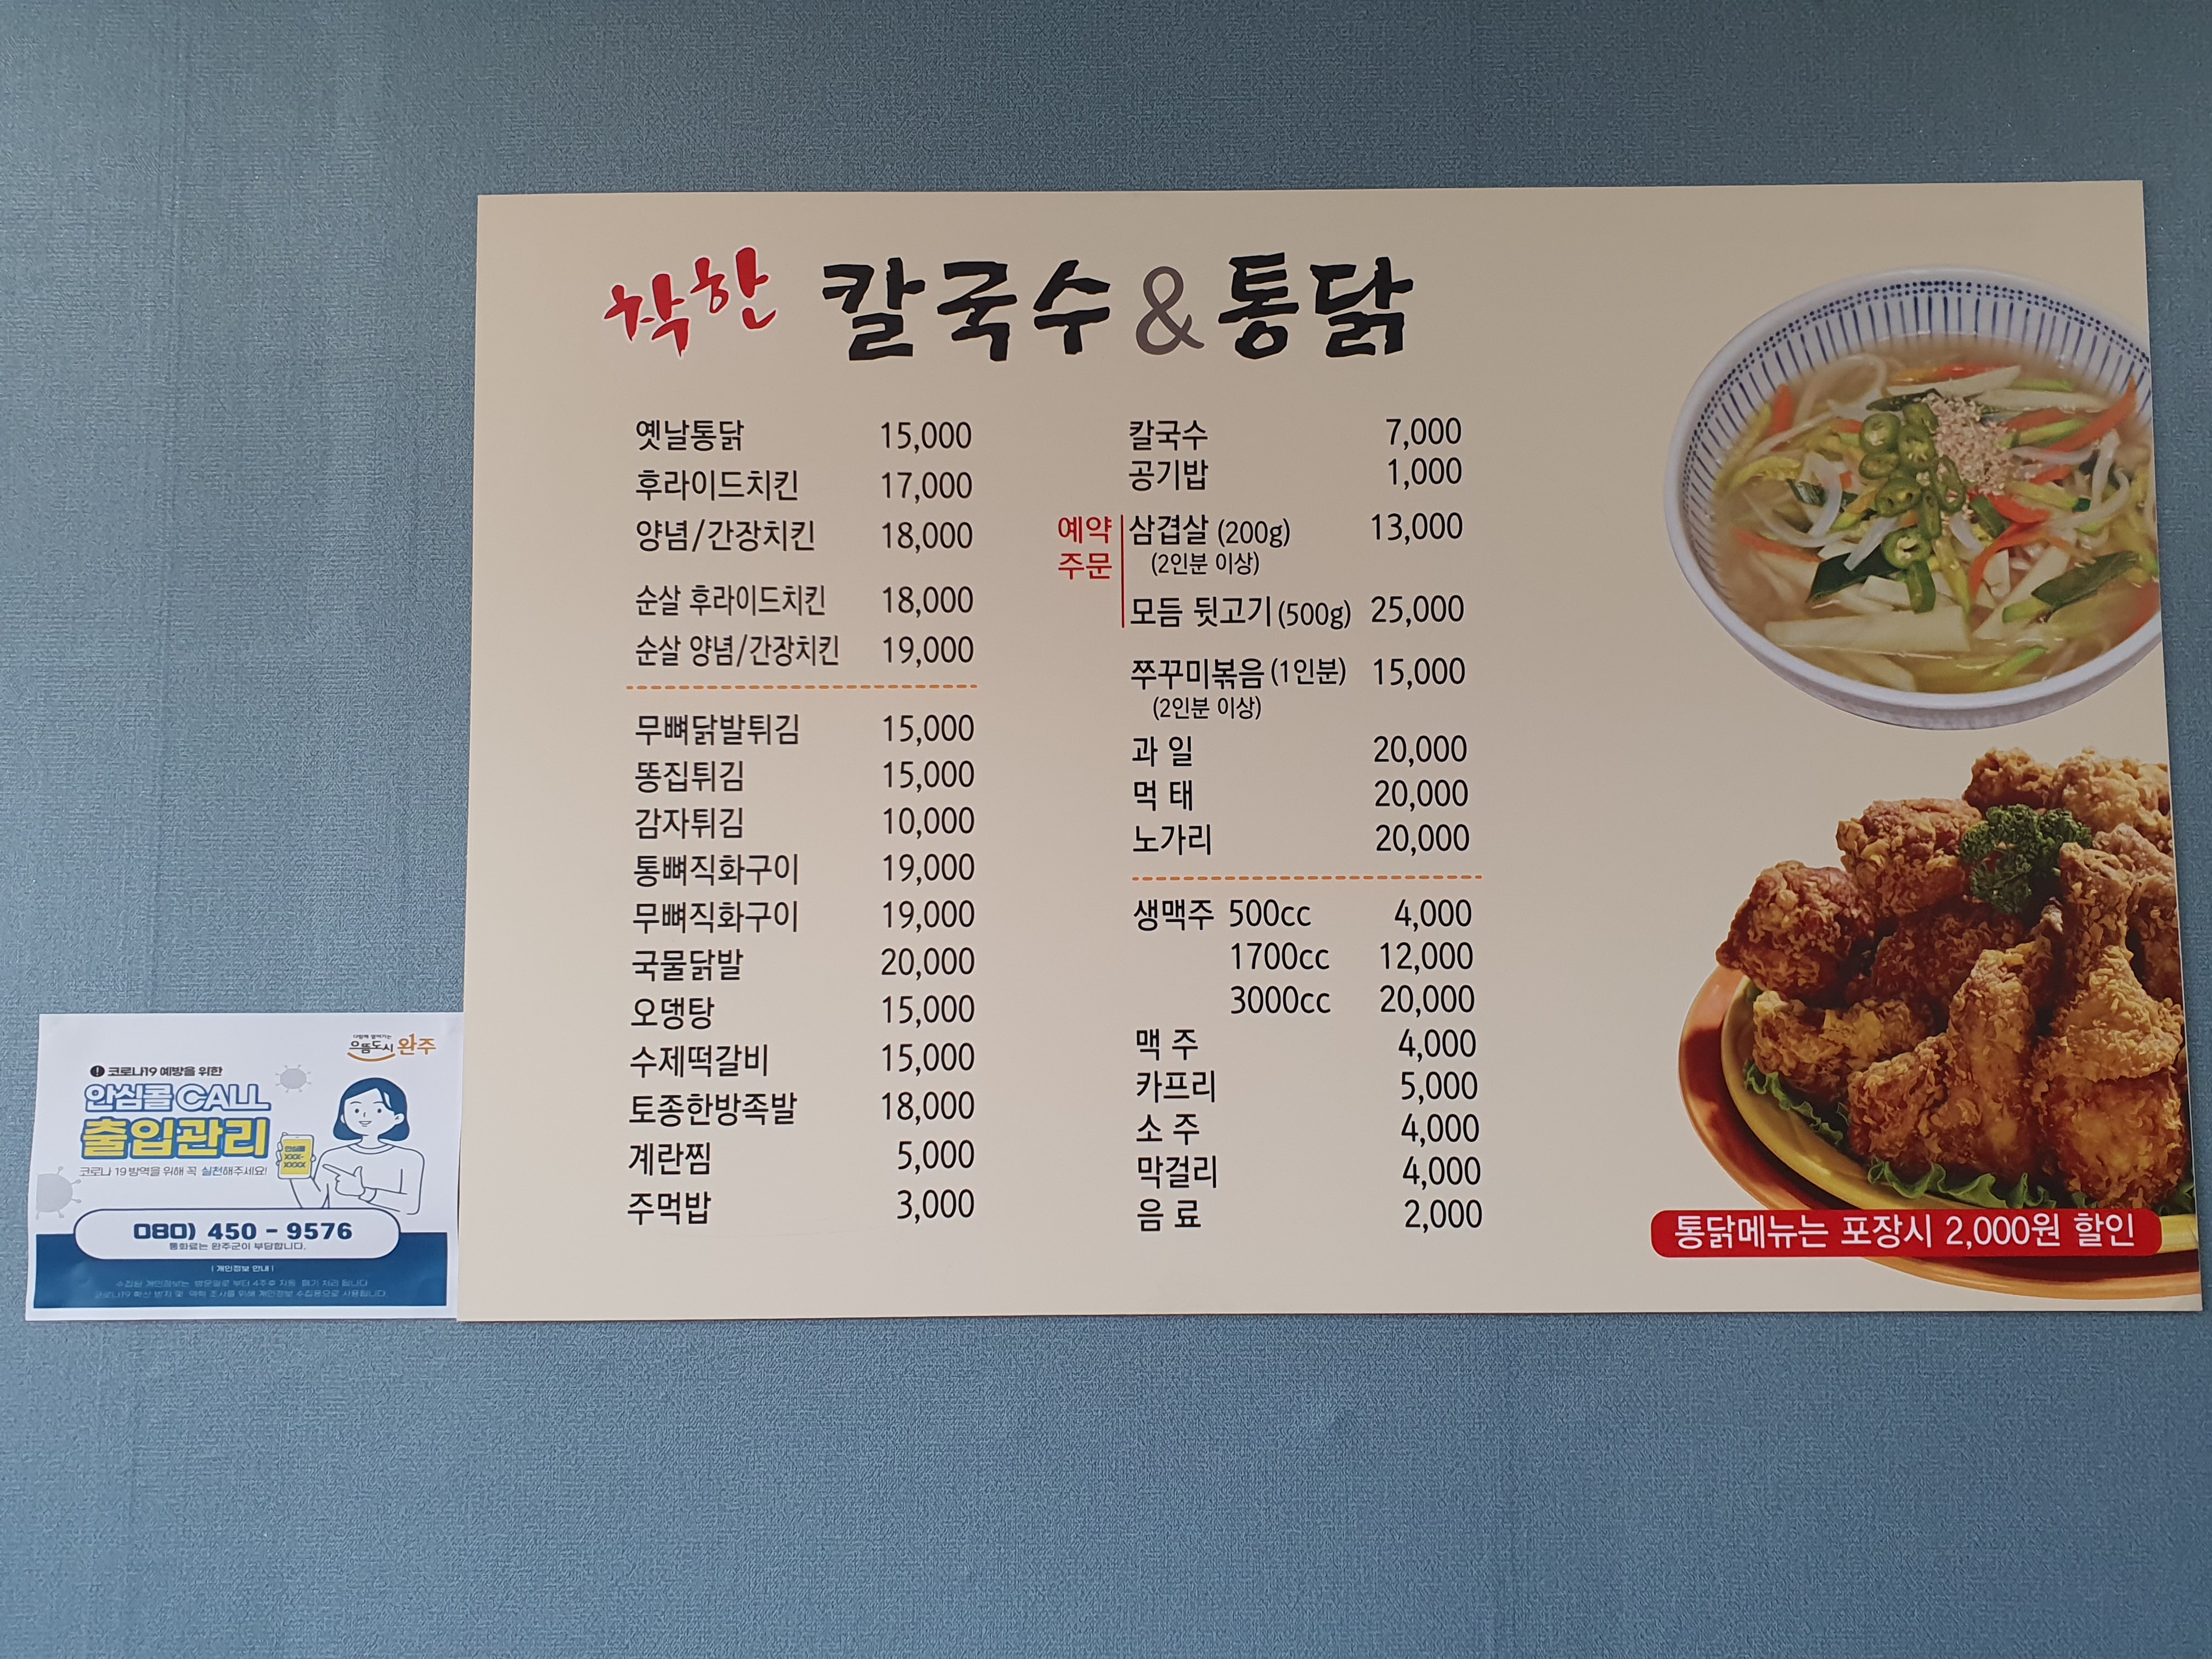 착한 칼국수&통닭
옛날통닭 15,000
후라이드치킨 17,000
양념/간장치킨 18,000
순살 후라이드치킨 18,000
순살 양념/간장치킨 19,000
무뼈닭발튀김 15,000
똥집튀김 15,000
감자튀김 10,000
통뼈직화구이 19,000
무뼈직화구이 19,000
국물닭발 20,000
오뎅탕 15,000
수제떡갈비 15,000
토종한방족발 18,000
계란찜 5,000
주먹밥 3,000
칼국수 7,000
공기밥 1,000
예약
주문
삼겹살 (200g) 13,000
(2인분 이상)
모듬 뒷고기 (500g) 25,000
쭈꾸미볶음 (1인분) 15,000
(2인분 이상)
과 일 20,000
먹 태 20,000
노가리 20,000
생맥주 500cc 4,000
1700cc 12,000
3000cc 20,000
맥 주 4,000
카프리 5,000
소 주 4,000
막걸리 4,000
음 료 2,000
통닭메뉴는 포장시 2,000원 할인
으뜸도시 완주
코로나19 예방을 위한
안심콜 CALL
출입관리
코로나 19 방역을 위해 꼭 실천해주세요!
안심콜
XXX-
XXXX
080) 450 - 9576
통화료는 완주군이 부담합니다.
| 개인정보 안내 |